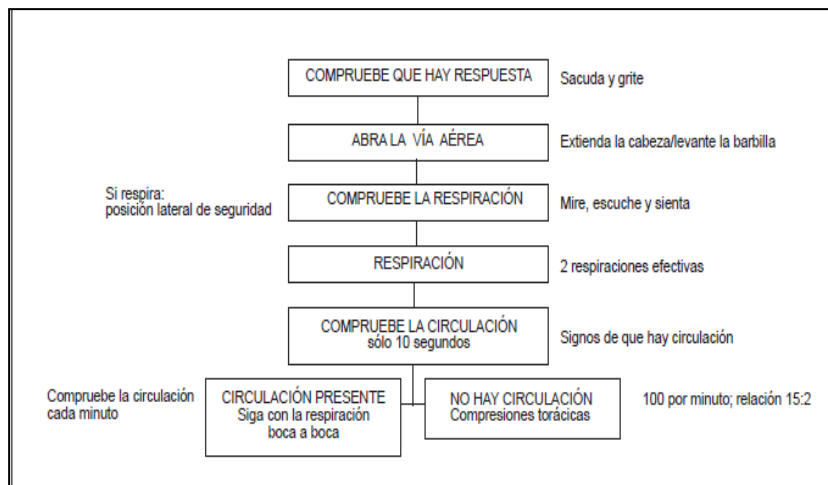 COMPRUEBE QUE HAY RESPUESTA
Sacuda y grite
ABRA LA VÍA AÉREA
Extienda la cabeza/levante la barbilla
Si respira:
posición lateral de seguridad
COMPRUEBE LA RESPIRACIÓN
Mire, escuche y sienta
RESPIRACIÓN
2 respiraciones efectivas
COMPRUEBE LA CIRCULACIÓN
sólo 10 segundos
Signos de que hay circulación
Compruebe la circulación
cada minuto
CIRCULACIÓN PRESENTE
Siga con la respiración
boca a boca
NO HAY CIRCULACIÓN
Compresiones torácicas
100 por minuto; relación 15:2